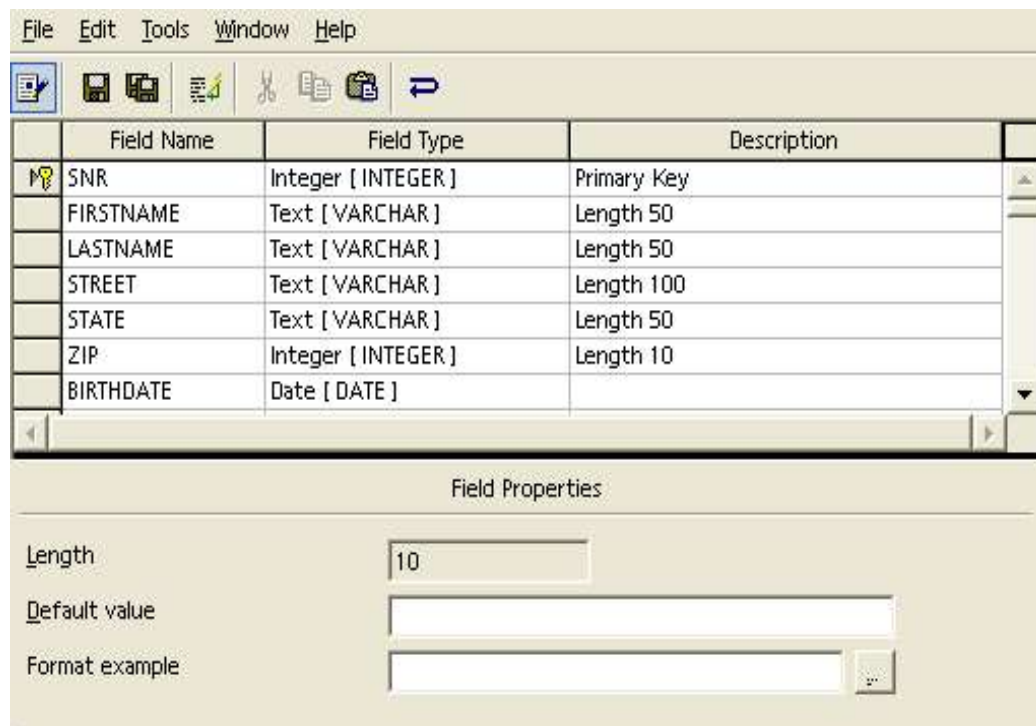 File Edit Tools Window Help
Field Name Field Type Description
SNR Integer [ INTEGER ] Primary Key
FIRSTNAME Text [ VARCHAR ] Length 50
LASTNAME Text [ VARCHAR ] Length 50
STREET Text [ VARCHAR ] Length 100
STATE Text [ VARCHAR ] Length 50
ZIP Integer [ INTEGER ] Length 10
BIRTHDATE Date [ DATE ]
Field Properties
Length 10
Default value
Format example ...